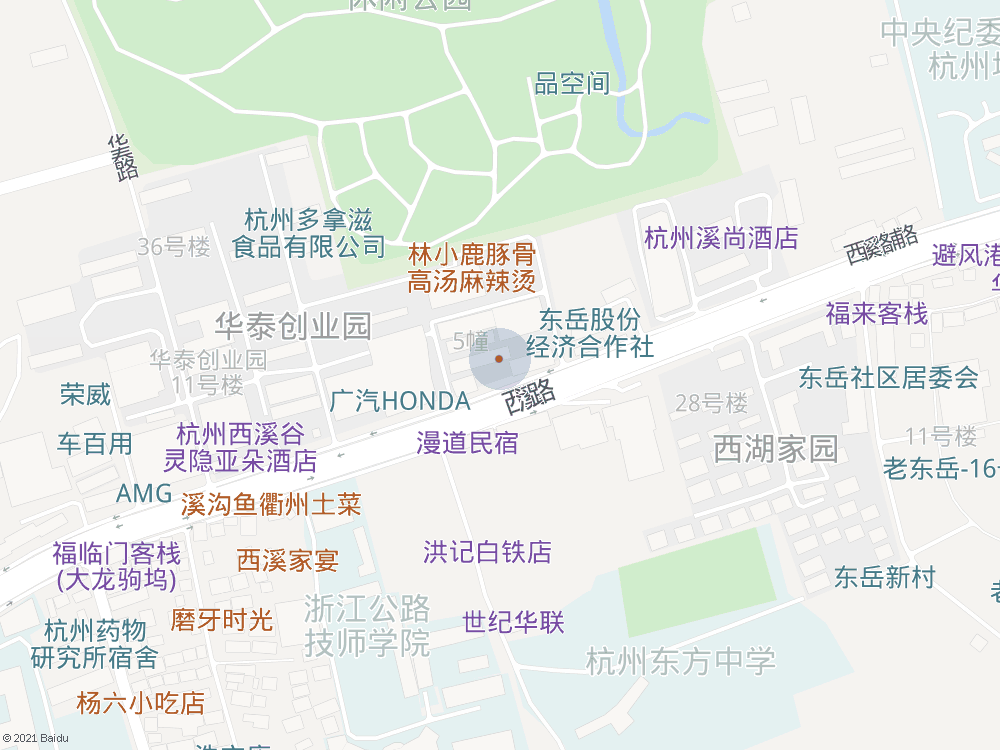 休闲公园
中央纪委
杭州培
品空间
华泰路
杭州多拿滋
食品有限公司
36号楼
林小鹿豚骨
高汤麻辣烫
杭州溪尚酒店
西溪路辅路
避风港
华泰创业园
5幢
东岳股份
经济合作社
福来客栈
华泰创业园
11号楼
荣威
广汽HONDA
西溪路
东岳社区居委会
28号楼
车百用
杭州西溪谷
灵隐亚朵酒店
漫道民宿
西湖家园
11号楼
老东岳-16
AMG
溪沟鱼衢州土菜
福临门客栈
(大龙驹坞)
西溪家宴
洪记白铁店
东岳新村
老
磨牙时光
浙江公路
技师学院
世纪华联
杭州药物
研究所宿舍
杭州东方中学
杨六小吃店
© 2021 Baidu